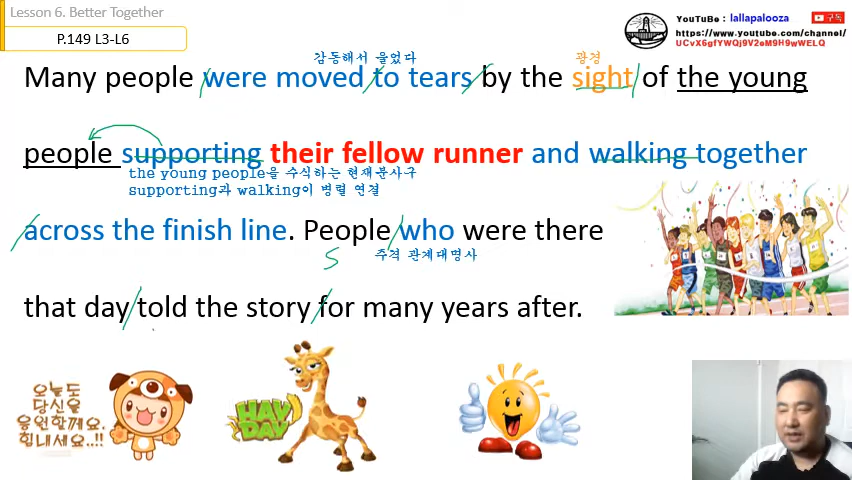 Lesson 6. Better Together
P.149 L3-L6
YouTuBe : lallapalooza
구독
https://www.youtube.com/channel/
UCvX6gfYWQj9V2eM9H9wWELQ
감동해서 울었다
광경
Many people were moved to tears by the sight of the young
people supporting their fellow runner and walking together
the young people을 수식하는 현재분사구
supporting과 walking이 병렬 연결
across the finish line. People who were there
S
주격 관계대명사
that day told the story for many years after.
오늘도
당신을
응원할께요.
힘내세요..!!
HAY
DAY